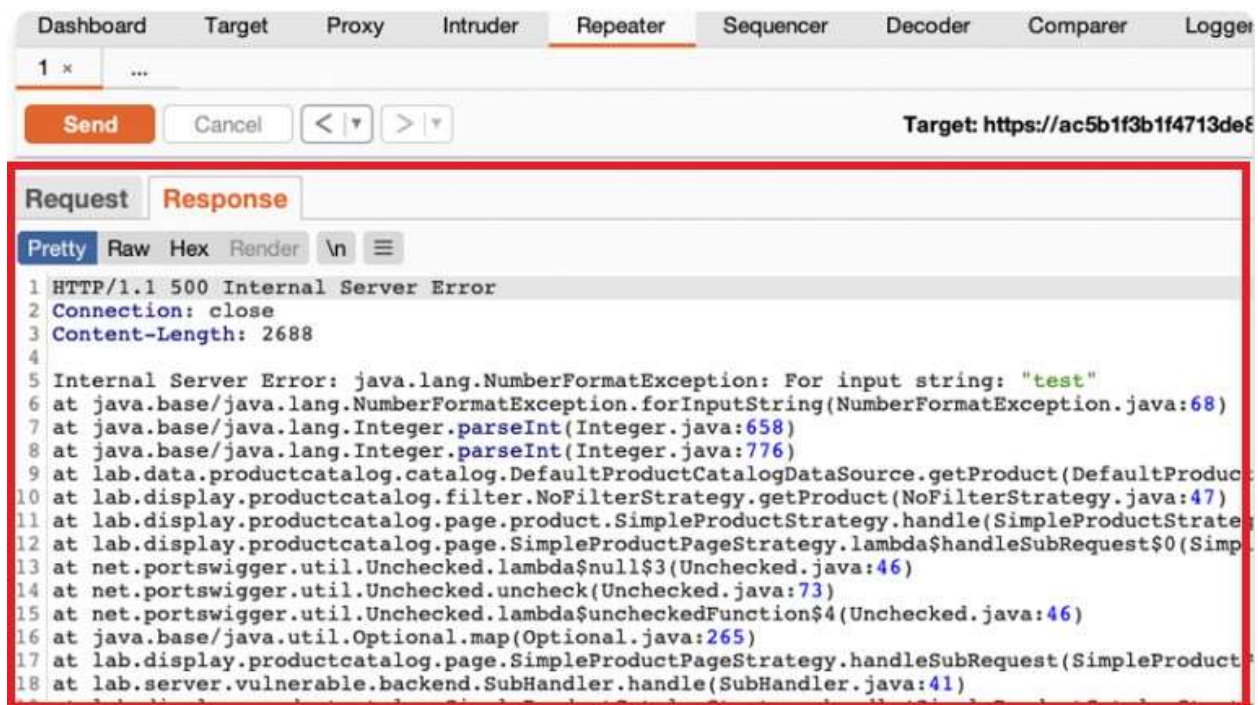 Dashboard Target Proxy Intruder Repeater Sequencer Decoder Comparer Logger
1 × ...
Send Cancel < > Target: https://ac5b1f3b1f4713de8
Request Response
Pretty Raw Hex Render \n
1 HTTP/1.1 500 Internal Server Error
2 Connection: close
3 Content-Length: 2688
4
5 Internal Server Error: java.lang.NumberFormatException: For input string: "test"
6 at java.base/java.lang.NumberFormatException.forInputString(NumberFormatException.java:68)
7 at java.base/java.lang.Integer.parseInt(Integer.java:658)
8 at java.base/java.lang.Integer.parseInt(Integer.java:776)
9 at lab.data.productcatalog.catalog.DefaultProductCatalogDataSource.getProduct(DefaultProduc
10 at lab.display.productcatalog.filter.NoFilterStrategy.getProduct(NoFilterStrategy.java:47)
11 at lab.display.productcatalog.page.product.SimpleProductStrategy.handle(SimpleProductStrateg
12 at lab.display.productcatalog.page.SimpleProductPageStrategy.lambda$handleSubRequest$0(Simp
13 at net.portswigger.util.Unchecked.lambda$null$3(Unchecked.java:46)
14 at net.portswigger.util.Unchecked.uncheck(Unchecked.java:73)
15 at net.portswigger.util.Unchecked.lambda$uncheckedFunction$4(Unchecked.java:46)
16 at java.base/java.util.Optional.map(Optional.java:265)
17 at lab.display.productcatalog.page.SimpleProductPageStrategy.handleSubRequest(SimpleProduct
18 at lab.server.vulnerable.backend.SubHandler.handle(SubHandler.java:41)